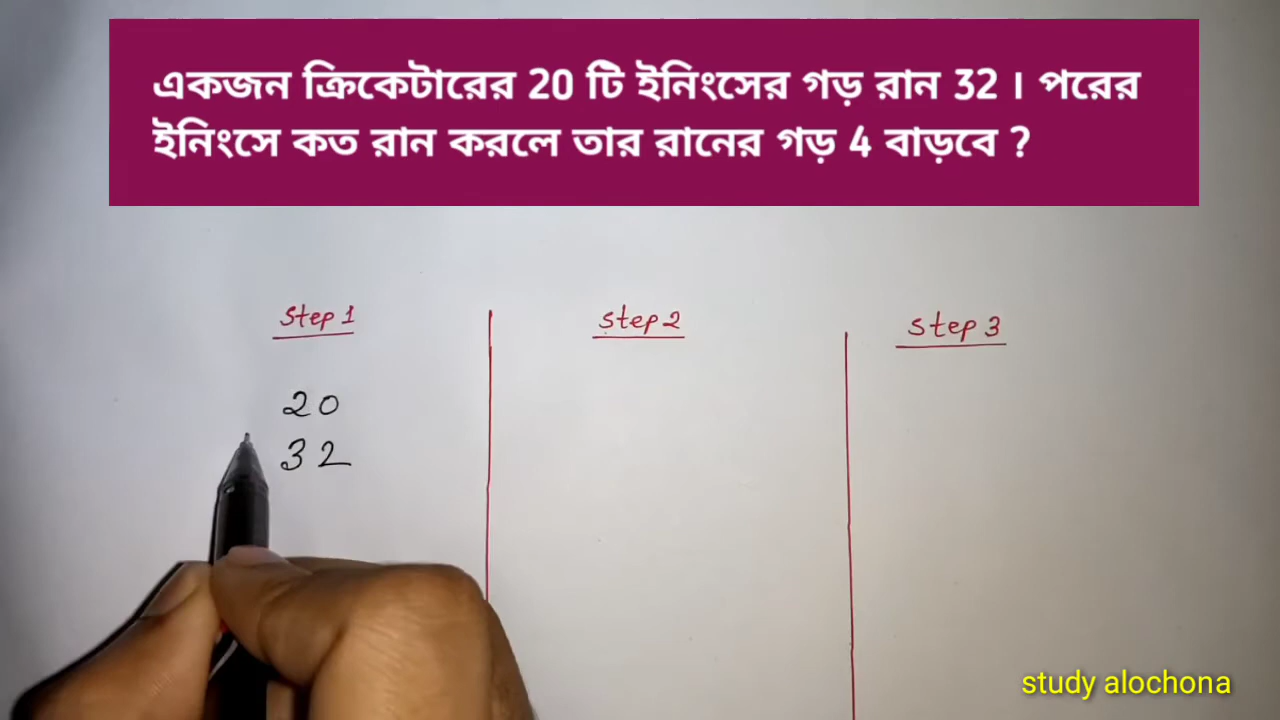 একজন ক্রিকেটারের 20 টি ইনিংসের গড় রান 32 । পরের
ইনিংসে কত রান করলে তার রানের গড় 4 বাড়বে ?
Step 1
Step 2
Step 3
20
32
study alochona